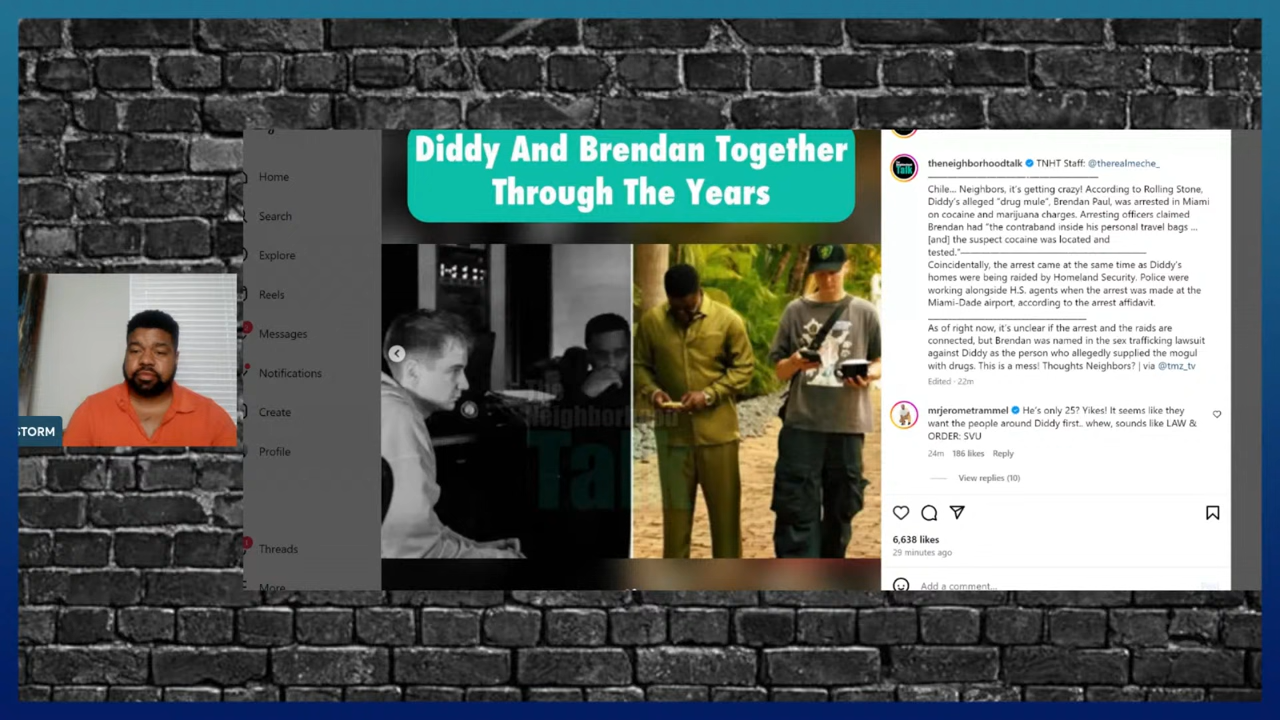 Diddy And Brendan Together
Through The Years
Home
Search
Explore
Reels
Messages
Notifications
Create
Profile
Threads
More
STORM
The
Neighborhood
Talk
theneighborhoodtalk TNHT Staff: @therealmeche_
Chile... Neighbors, it's getting crazy! According to Rolling Stone,
Diddy's alleged "drug mule", Brendan Paul, was arrested in Miami
on cocaine and marijuana charges. Arresting officers claimed
Brendan had "the contraband inside his personal travel bags ...
[and] the suspect cocaine was located and
tested."
Coincidentally, the arrest came at the same time as Diddy's
homes were being raided by Homeland Security. Police were
working alongside H.S. agents when the arrest was made at the
Miami-Dade airport, according to the arrest affidavit.
As of right now, it's unclear if the arrest and the raids are
connected, but Brendan was named in the sex trafficking lawsuit
against Diddy as the person who allegedly supplied the mogul
with drugs. This is a mess! Thoughts Neighbors? | via @tmz_tv
Edited · 22m
mrjerometrammel He's only 25? Yikes! It seems like they
want the people around Diddy first.. whew, sounds like LAW &
ORDER: SVU
24m 186 likes Reply
View replies (10)
6,638 likes
29 minutes ago
Add a comment...